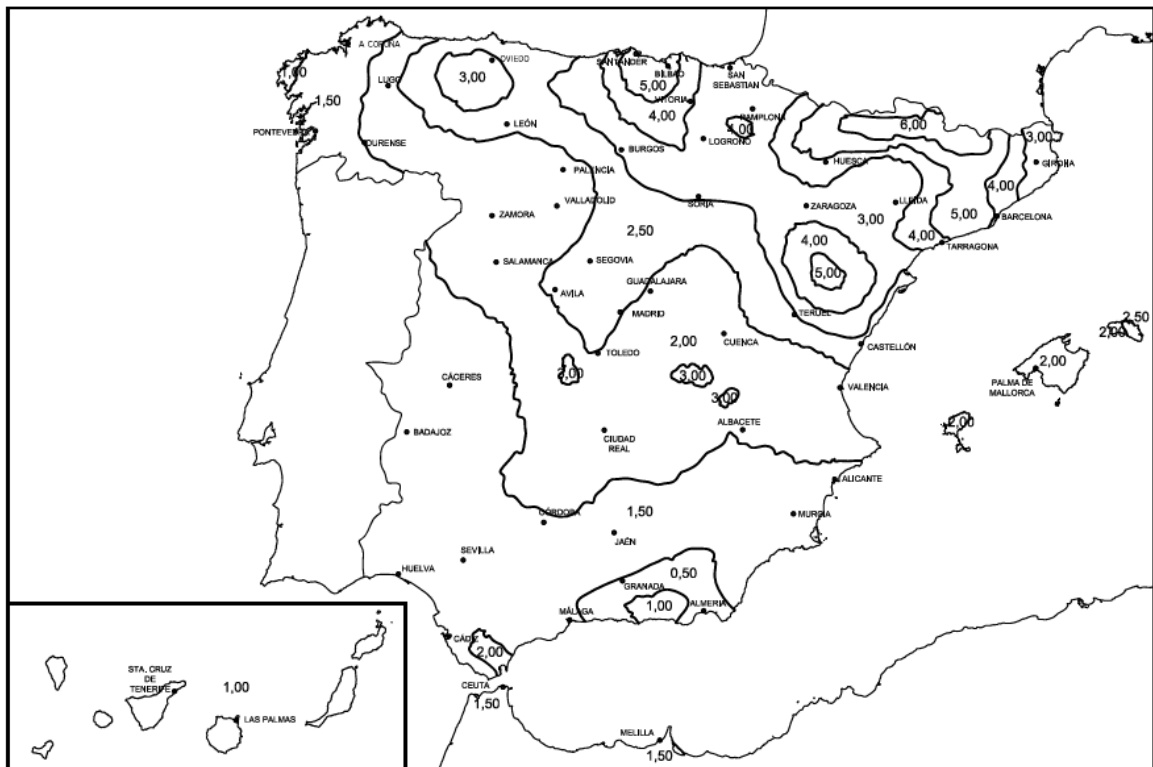 A CORUÑA
OVIEDO
SANTANDER
BILBAO
SAN
SEBASTIAN
1,00
LUGO
3,00
5,00
VITORIA
1,50
4,00
PAMPLONA
PONTEVEDRA
LEÓN
4,00
6,00
OURENSE
LOGROÑO
3,00
BURGOS
HUESCA
GIRONA
PALENCIA
4,00
VALLADOLID
SORIA
ZARAGOZA
LLEIDA
ZAMORA
3,00
5,00
BARCELONA
2,50
4,00
4,00
TARRAGONA
SALAMANCA
SEGOVIA
5,00
GUADALAJARA
AVILA
MADRID
TERUEL
2,50
2,00
2,00
CUENCA
CASTELLÓN
TOLEDO
2,00
3,00
3,00
CÁCERES
PALMA DE
MALLORCA
VALENCIA
3,00
2,00
BADAJOZ
CIUDAD
REAL
ALBACETE
ALICANTE
1,50
CÓRDOBA
MURCIA
JAÉN
SEVILLA
HUELVA
0,50
GRANADA
1,00
ALMERIA
MÁLAGA
CÁDIZ
2,00
STA. CRUZ
DE
TENERIFE
1,00
CEUTA
1,50
LAS PALMAS
MELILLA
1,50